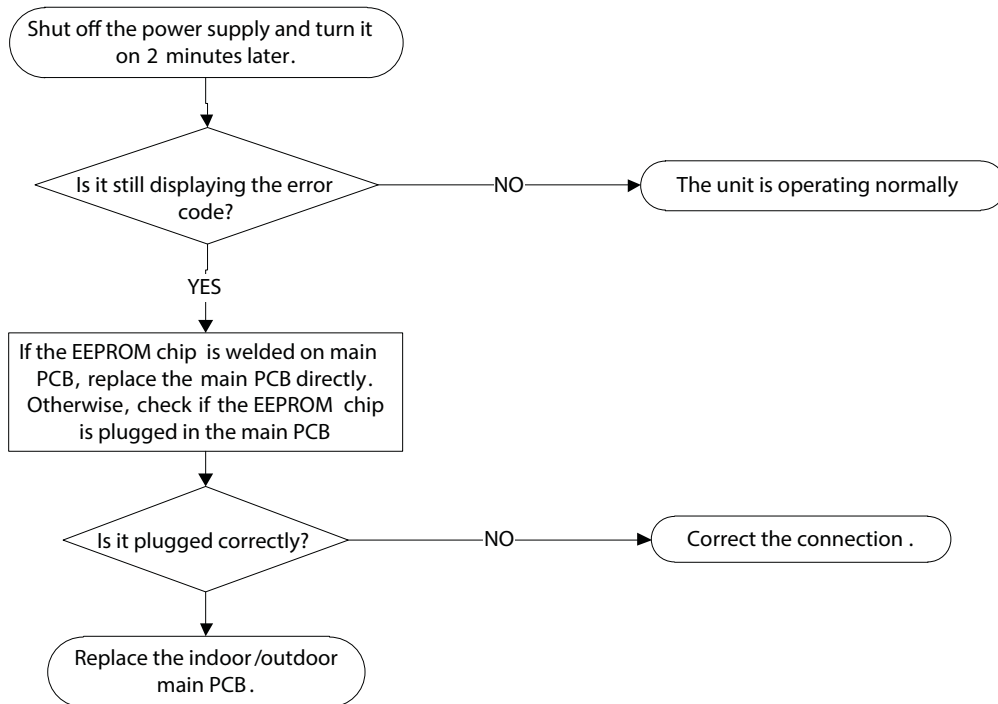 Shut off the power supply and turn it
on 2 minutes later.
Is it still displaying the error
code?
NO
The unit is operating normally
YES
If the EEPROM chip is welded on main
PCB, replace the main PCB directly.
Otherwise, check if the EEPROM chip
is plugged in the main PCB
Is it plugged correctly?
NO
Correct the connection .
Replace the indoor/outdoor
main PCB.